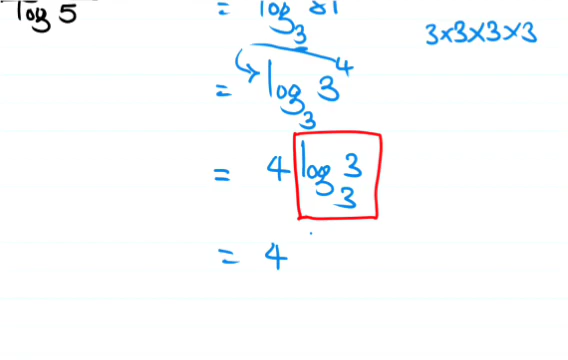 log 5
= log₃ 81
3×3×3×3
= log₃ 3⁴
= 4 log₃ 3
= 4